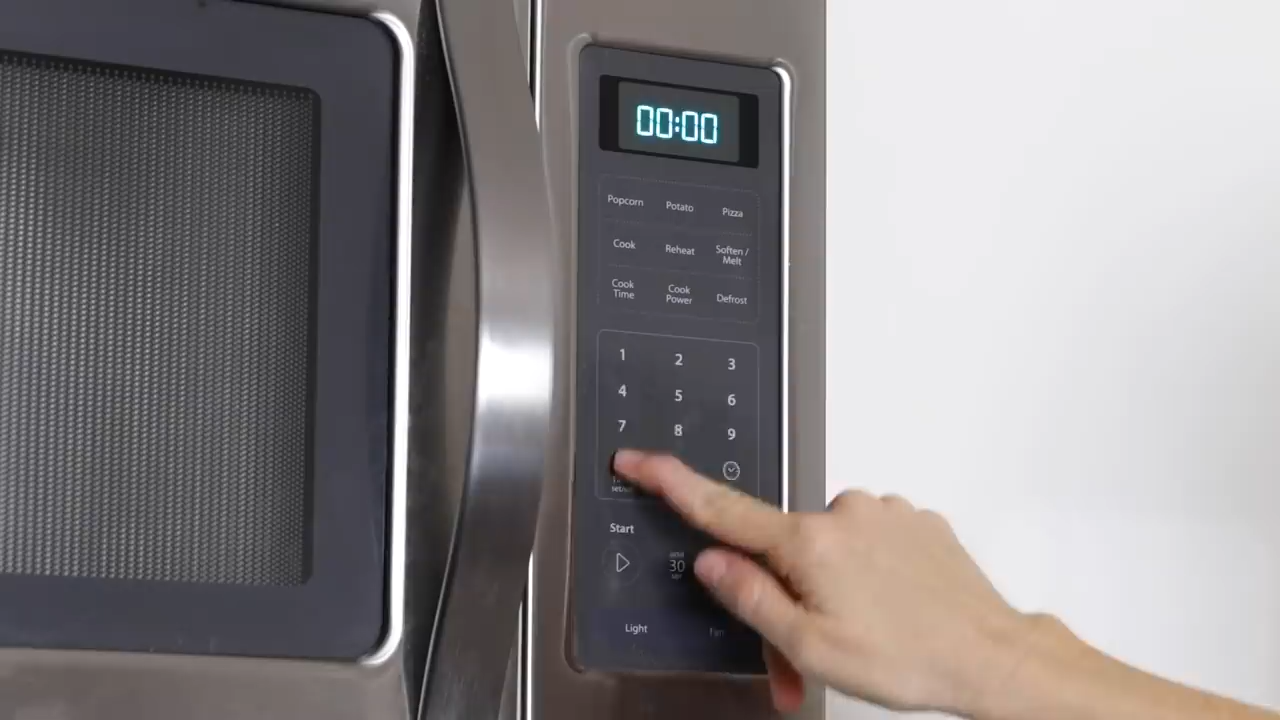 00:00
Popcorn Potato Pizza
Cook Reheat Soften /
Melt
Cook Cook Defrost
Time Power
1 2 3
4 5 6
7 8 9
Start
30
Light Fan